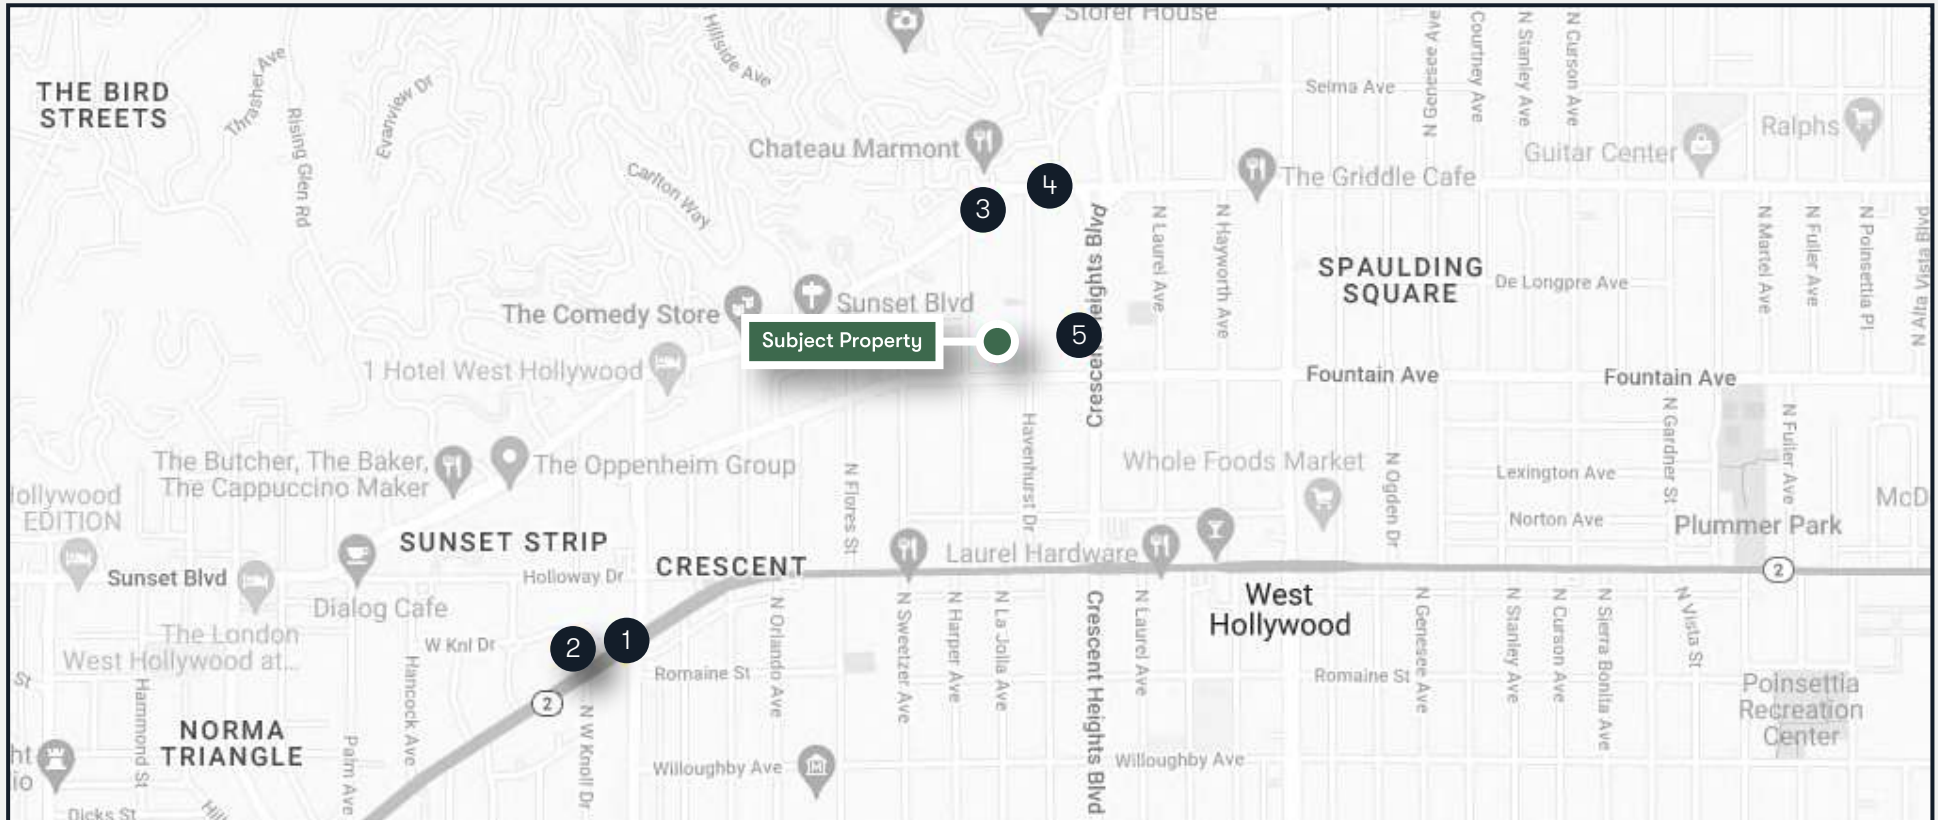 Storer House
Hillside Ave
Thrasher Ave
THE BIRD
STREETS
Rising Glen Rd
Evanview Dr
Chateau Marmont
Carlton Way
4
3
N Genesee Ave
Courtney Ave
N Stanley Ave
N Curson Ave
Selma Ave
Ralphs
Guitar Center
The Griddle Cafe
Crescent Heights Blvd
N Laurel Ave
N Hayworth Ave
SPAULDING
SQUARE
De Longpre Ave
N Martel Ave
N Fuller Ave
N Poinsettia Pl
N Alta Vista Blvd
The Comedy Store
Sunset Blvd
Subject Property
5
1 Hotel West Hollywood
Fountain Ave
Fountain Ave
The Butcher, The Baker,
The Cappuccino Maker
The Oppenheim Group
N Flores St
Havenhurst Dr
Whole Foods Market
N Ogden Dr
Lexington Ave
Norton Ave
N Gardner St
N Fuller Ave
McD
Plummer Park
ollywood
EDITION
SUNSET STRIP
CRESCENT
Laurel Hardware
Sunset Blvd
Holloway Dr
Dialog Cafe
2
West
Hollywood
The London
West Hollywood at...
W Knl Dr
2
1
2
Romaine St
N Orlando Ave
N Sweetzer Ave
N Harper Ave
N La Jolla Ave
Crescent Heights Blvd
N Laurel Ave
Romaine St
N Genesee Ave
N Stanley Ave
N Curson Ave
N Sierra Bonita Ave
N Vista St
Poinsettia
Recreation
Center
St
Hammond St
NORMA
TRIANGLE
Hancock Ave
Palm Ave
N W Knoll Dr
Willoughby Ave
Willoughby Ave
ht
io
Dicks St
Hill